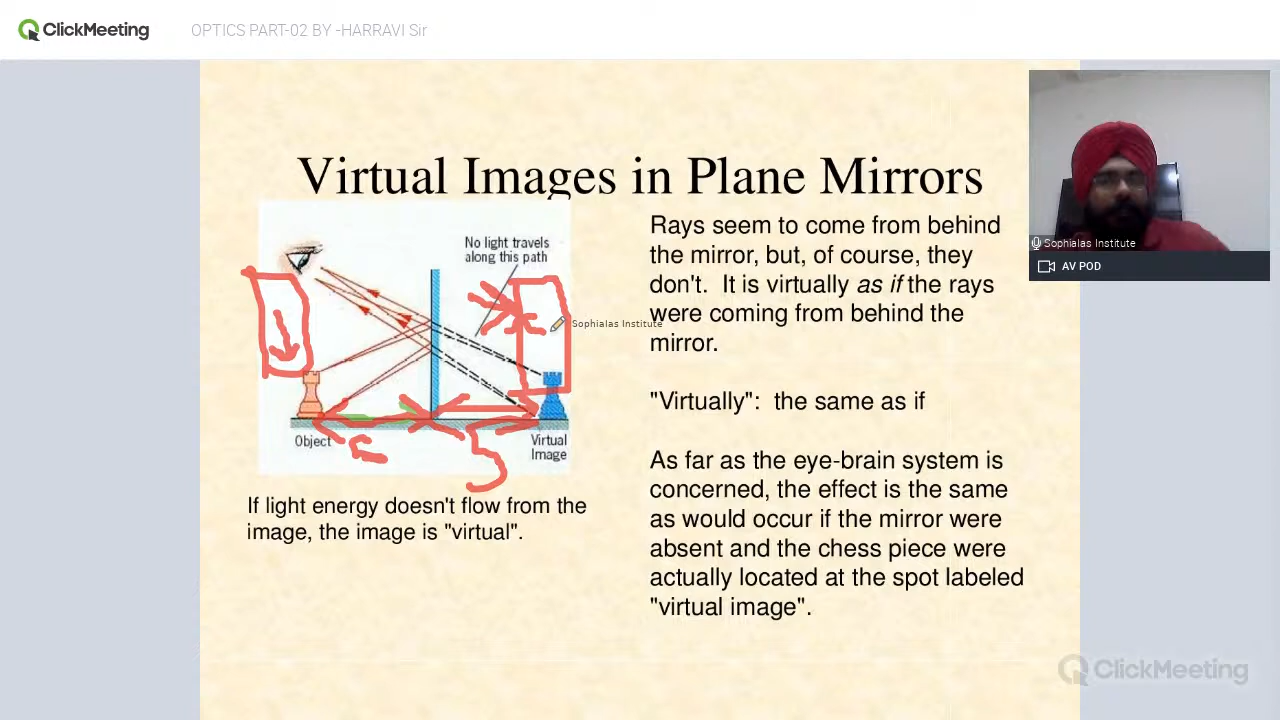 ClickMeeting
OPTICS PART-02 BY -HARRAVI Sir
Virtual Images in Plane Mirrors
No light travels
along this path
Object
Virtual
Image
5
If light energy doesn't flow from the
image, the image is "virtual".
Rays seem to come from behind
the mirror, but, of course, they
don't. It is virtually as if the rays
were coming from behind the
mirror.
"Virtually": the same as if
As far as the eye-brain system is
concerned, the effect is the same
as would occur if the mirror were
absent and the chess piece were
actually located at the spot labeled
"virtual image".
SophiaIas Institute
SophiaIas Institute
AV POD
ClickMeeting